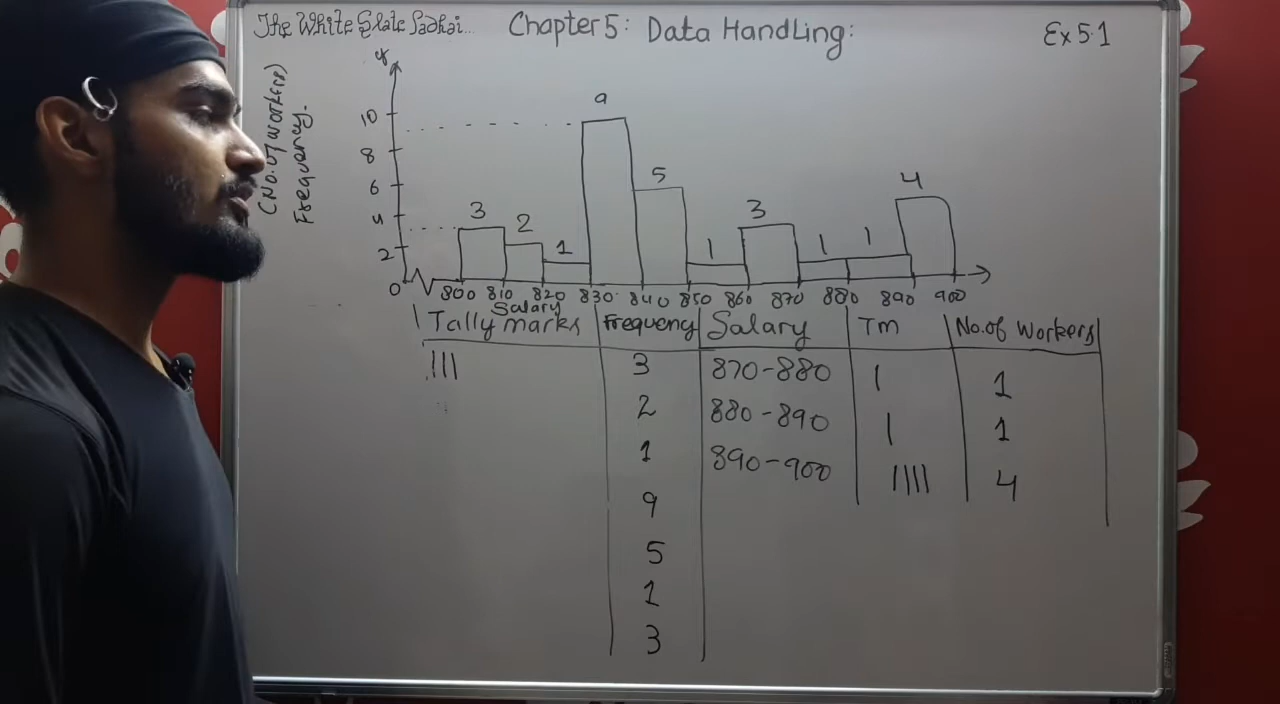 The White Slate Padhai... Chapter 5: Data Handling: Ex 5.1
y
(No. of workers)
Frequency.
10
8
6
4
2
0
3 2 1 9 5 1 3 1 1 4
800 810 820 830 840 850 860 870 880 890 900
Salary
Tally marks Frequency Salary Tm No. of workers
||| 3 870-880 | 1
2 880-890 | 1
1 890-900 |||| 4
9
5
1
3